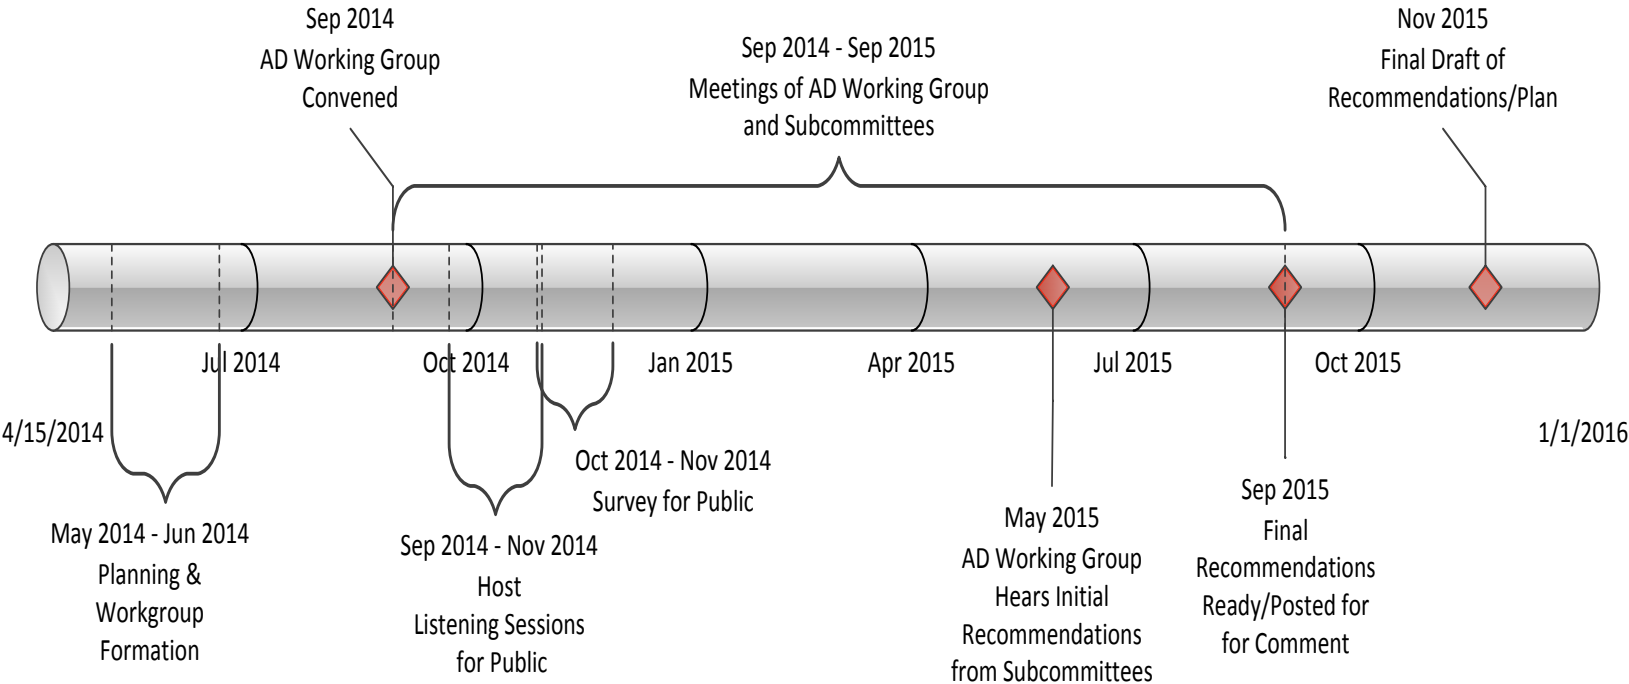 Sep 2014
AD Working Group
Convened
Sep 2014 - Sep 2015
Meetings of AD Working Group
and Subcommittees
Nov 2015
Final Draft of
Recommendations/Plan
Jul 2014
Oct 2014
Jan 2015
Apr 2015
Jul 2015
Oct 2015
4/15/2014
1/1/2016
May 2014 - Jun 2014
Planning &
Workgroup
Formation
Sep 2014 - Nov 2014
Host
Listening Sessions
for Public
Oct 2014 - Nov 2014
Survey for Public
May 2015
AD Working Group
Hears Initial
Recommendations
from Subcommittees
Sep 2015
Final
Recommendations
Ready/Posted for
for Comment